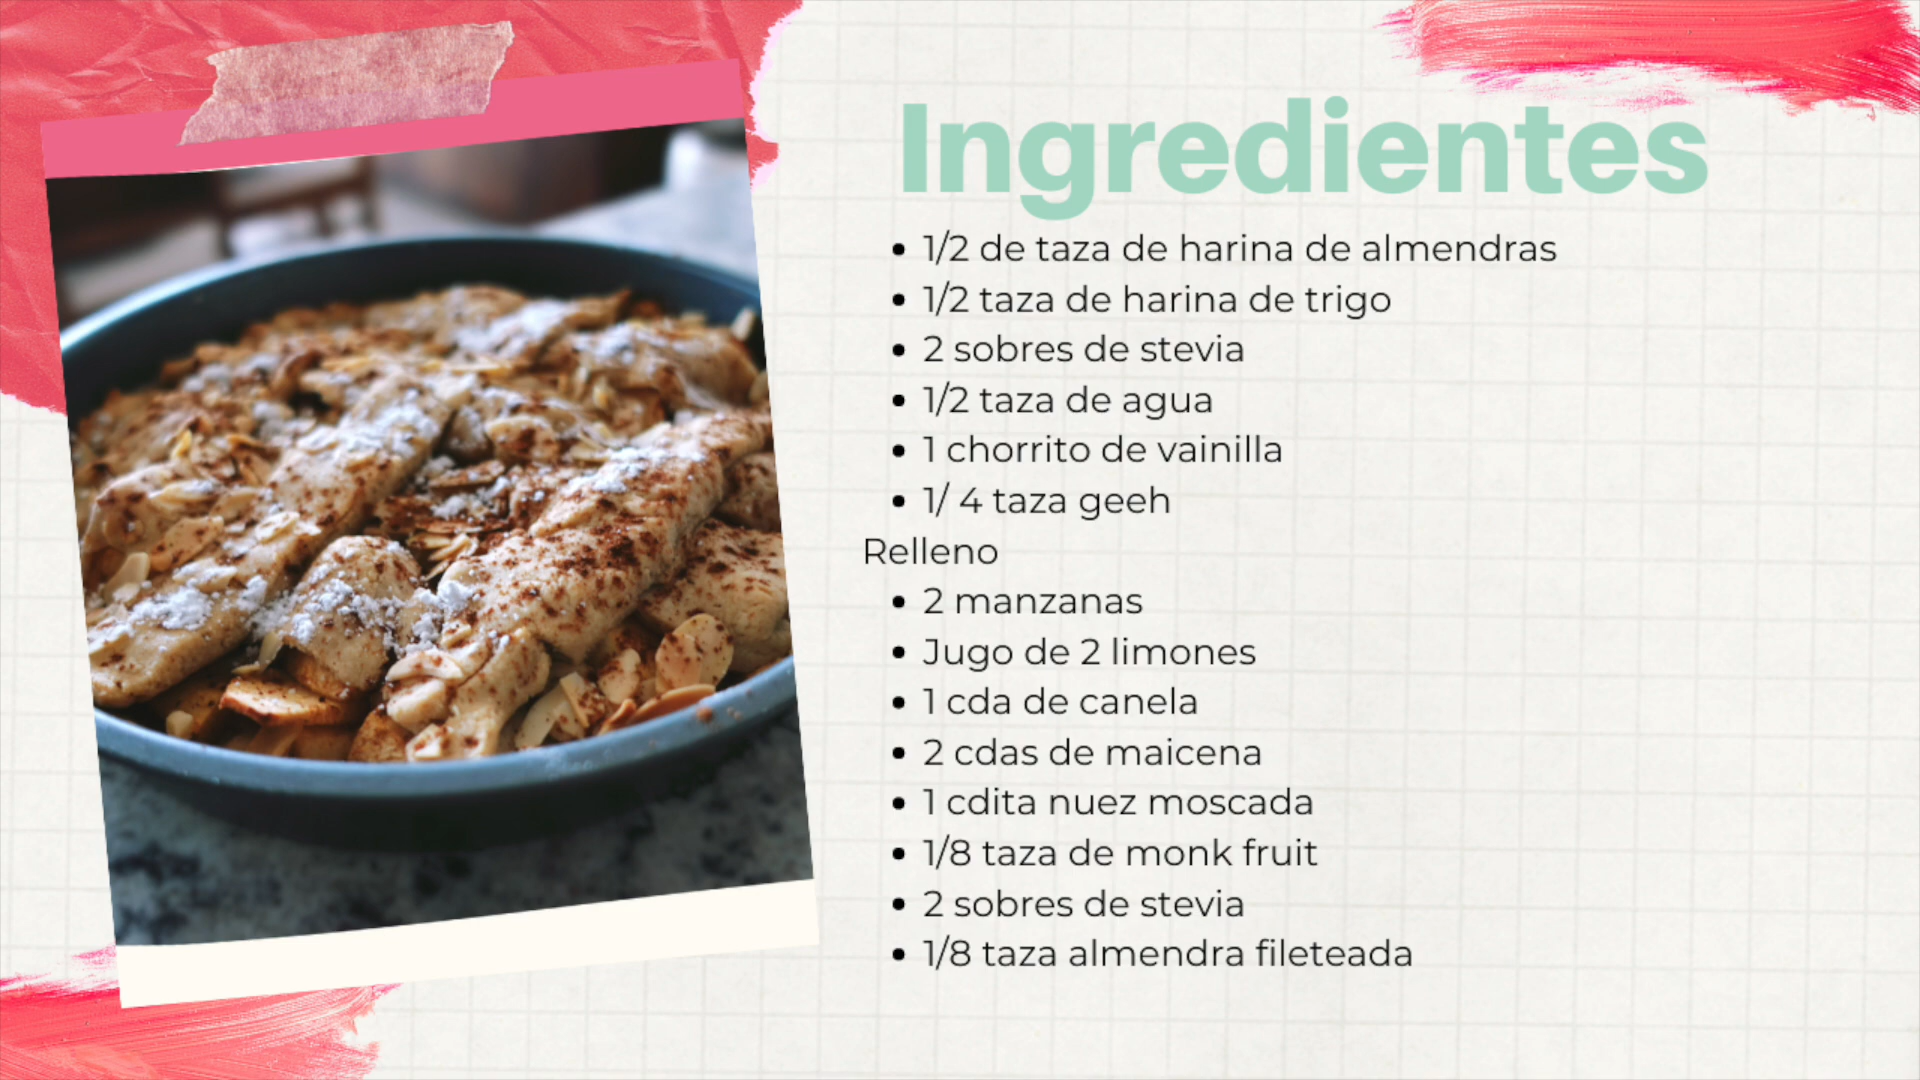 Ingredientes
1/2 de taza de harina de almendras
1/2 taza de harina de trigo
2 sobres de stevia
1/2 taza de agua
1 chorrito de vainilla
1/ 4 taza geeh
Relleno
2 manzanas
Jugo de 2 limones
1 cda de canela
2 cdas de maicena
1 cdita nuez moscada
1/8 taza de monk fruit
2 sobres de stevia
1/8 taza almendra fileteada